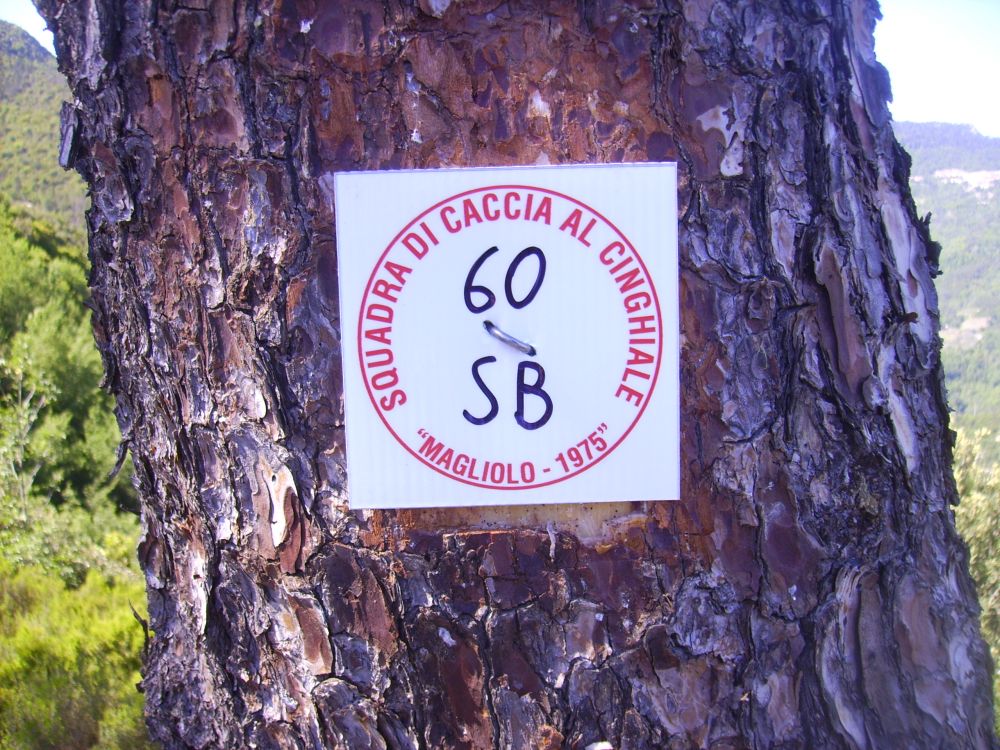 SQUADRA DI CACCIA AL CINGHIALE
60
SB
"MAGLIOLO - 1975"